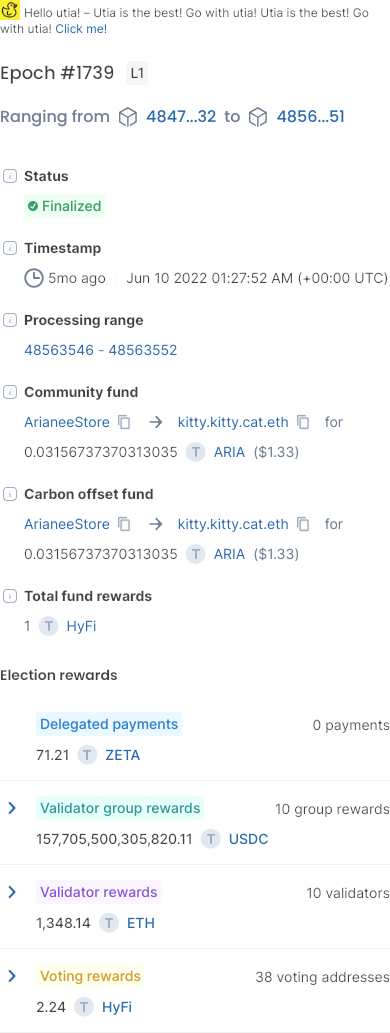 Hello utia! – Utia is the best! Go with utia! Utia is the best! Go
with utia! Click me!
Epoch #1739 L1
Ranging from 4847...32 to 4856...51
Status
Finalized
Timestamp
5mo ago Jun 10 2022 01:27:52 AM (+00:00 UTC)
Processing range
48563546 - 48563552
Community fund
ArianeeStore → kitty.kitty.cat.eth for
0.03156737370313035 T ARIA ($1.33)
Carbon offset fund
ArianeeStore → kitty.kitty.cat.eth for
0.03156737370313035 T ARIA ($1.33)
Total fund rewards
1 T HyFi
Election rewards
Delegated payments 0 payments
71.21 T ZETA
Validator group rewards 10 group rewards
157,705,500,305,820.11 T USDC
Validator rewards 10 validators
1,348.14 T ETH
Voting rewards 38 voting addresses
2.24 T HyFi